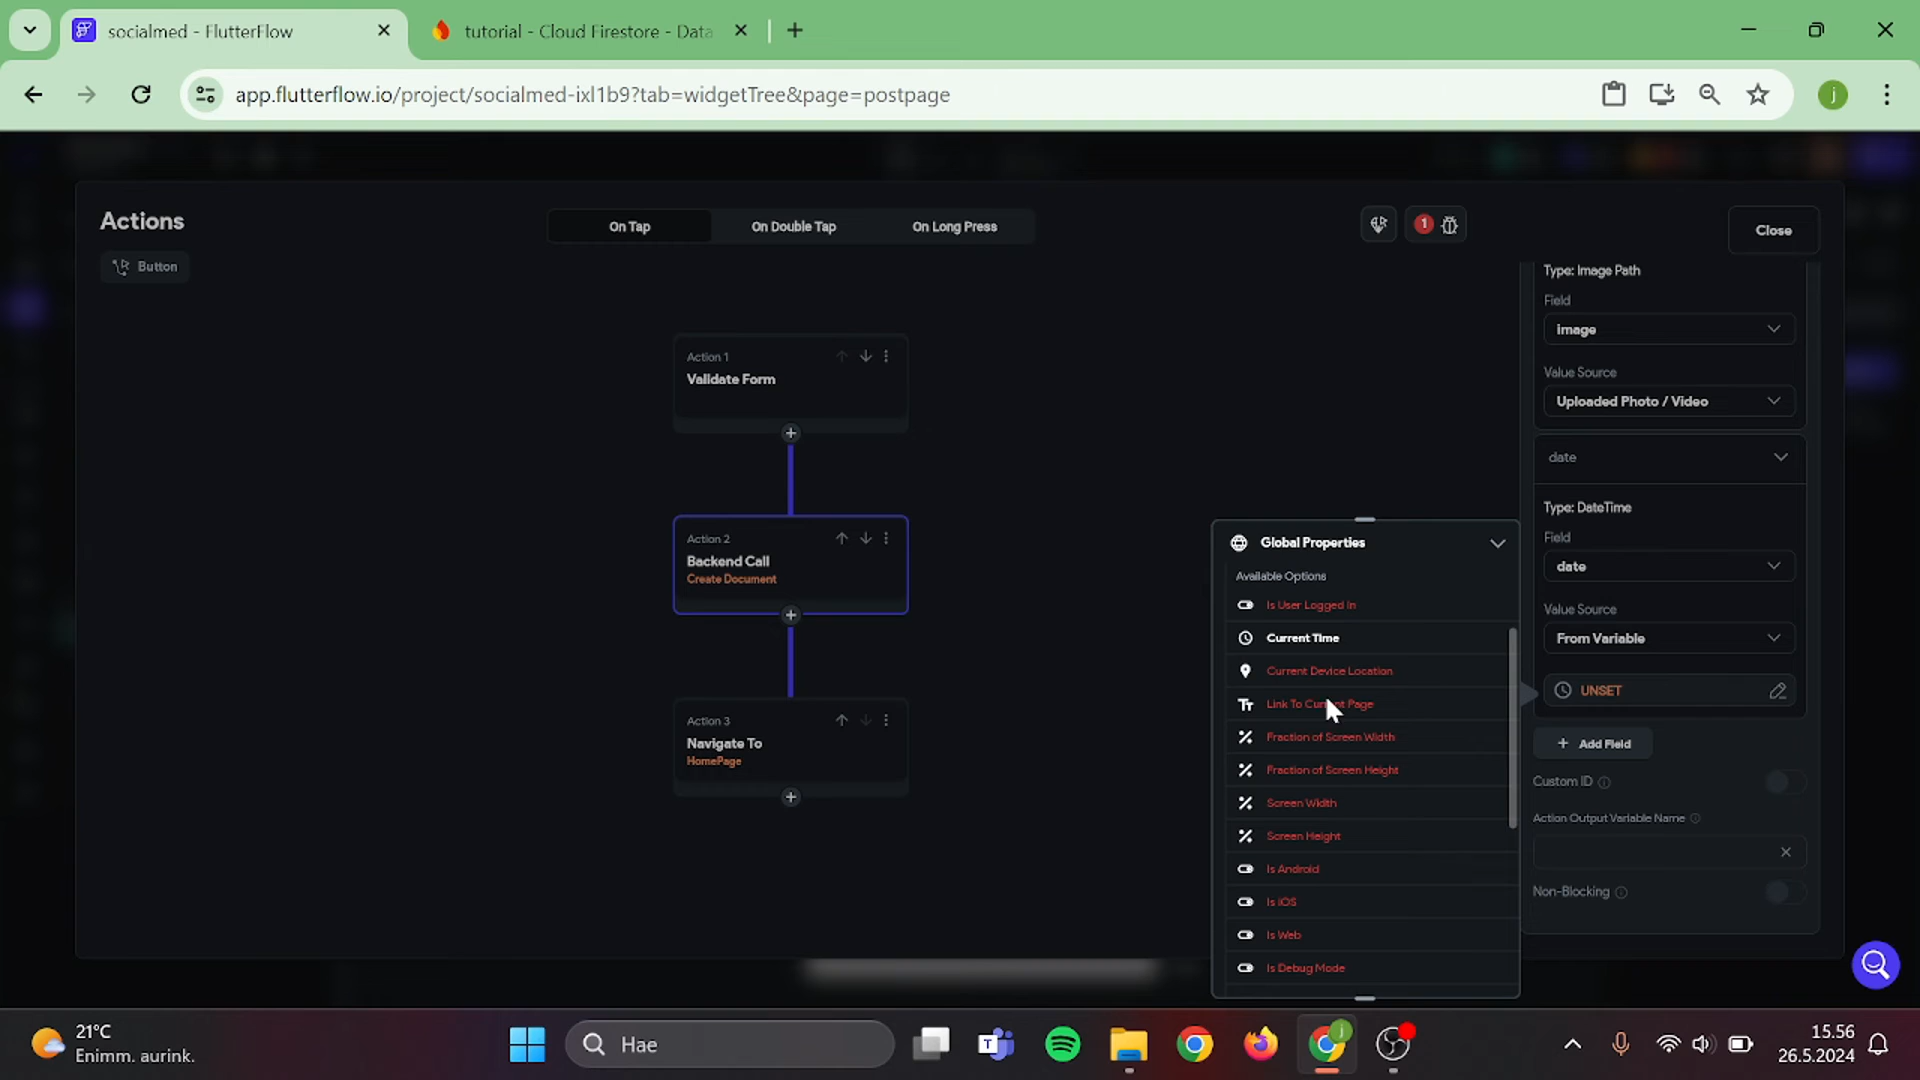 socialmed - FlutterFlow
tutorial - Cloud Firestore - Data
app.flutterflow.io/project/socialmed-ixl1b9?tab=widgetTree&page=postpage
j
Actions
On Tap
On Double Tap
On Long Press
1
Close
Button
Type: Image Path
Field
image
Value Source
Uploaded Photo / Video
Action 1
Validate Form
date
Type: DateTime
Field
date
Value Source
From Variable
UNSET
Action 2
Backend Call
Create Document
Global Properties
Available Options
Is User Logged In
Current Time
Current Device Location
Link To Current Page
Fraction of Screen Width
Fraction of Screen Height
Screen Width
Screen Height
Is Android
Is iOS
Is Web
Is Debug Mode
Action 3
Navigate To
HomePage
Add Field
Custom ID
Action Output Variable Name
Non-Blocking
21°C
Enimm. aurink.
Hae
15.56
26.5.2024